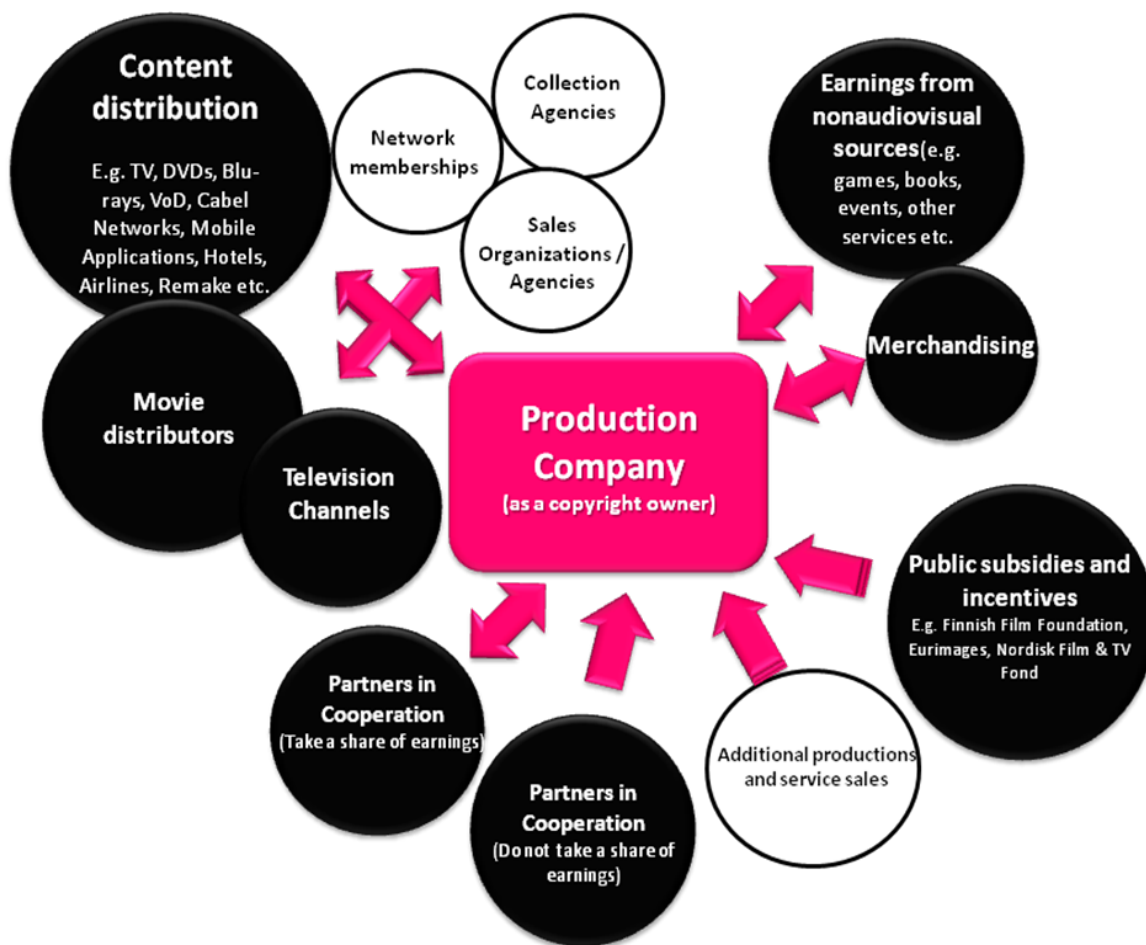 Content
distribution
E.g. TV, DVDs, Blu-
rays, VoD, Cabel
Networks, Mobile
Applications, Hotels,
Airlines, Remake etc.
Network
memberships
Collection
Agencies
Sales
Organizations /
Agencies
Earnings from
nonaudiovisual
sources(e.g.
games, books,
events, other
services etc.
Merchandising
Movie
distributors
Television
Channels
Production
Company
(as a copyright owner)
Public subsidies and
incentives
E.g. Finnish Film Foundation,
Eurimages, Nordisk Film & TV
Fond
Partners in
Cooperation
(Take a share of earnings)
Partners in
Cooperation
(Do not take a share of
earnings)
Additional productions
and service sales